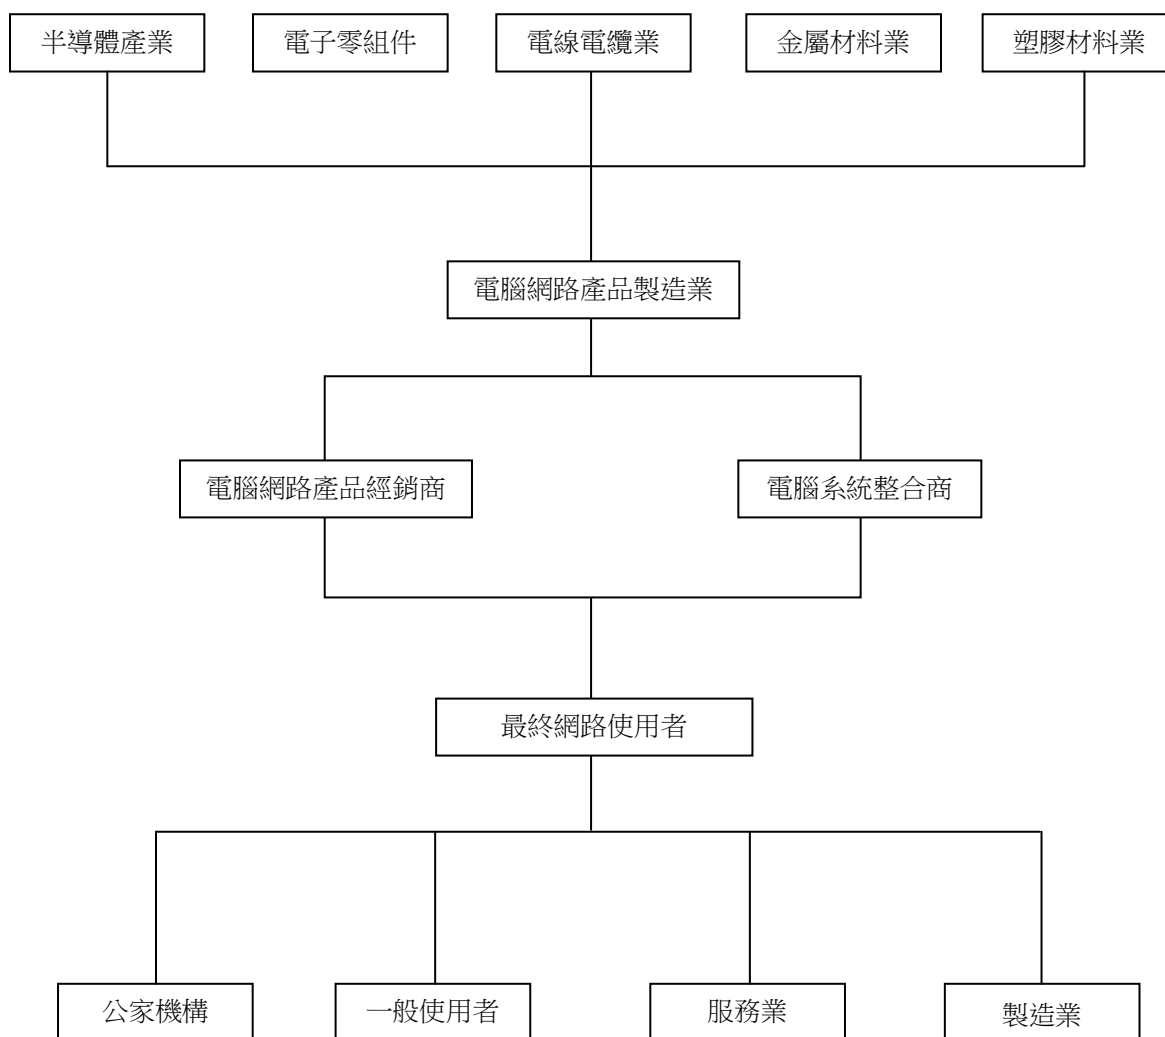 半導體產業
電子零組件
電線電纜業
金屬材料業
塑膠材料業
電腦網路產品製造業
電腦網路產品經銷商
電腦系統整合商
最終網路使用者
公家機構
一般使用者
服務業
製造業